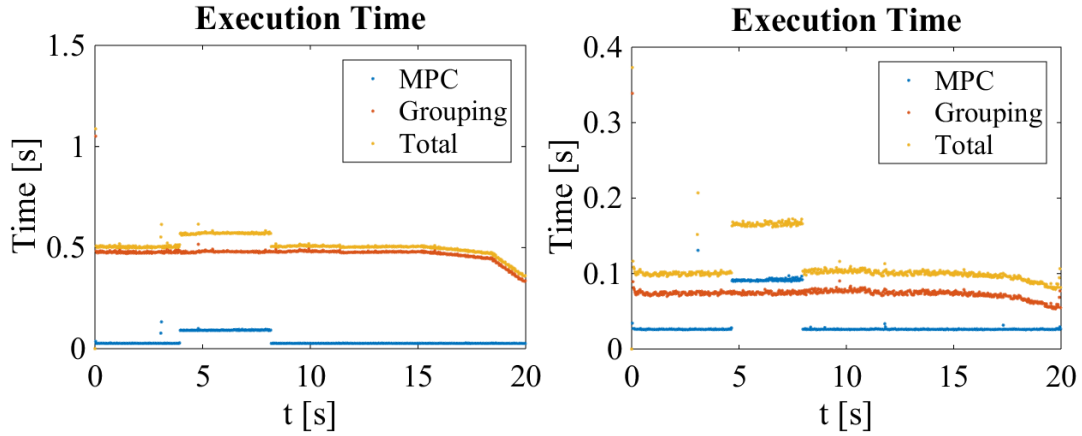 Execution Time
1.5
1
0.5
0
Time [s]
MPC
Grouping
Total
0 5 10 15 20
t [s]
Execution Time
0.4
0.3
0.2
0.1
0
Time [s]
MPC
Grouping
Total
0 5 10 15 20
t [s]